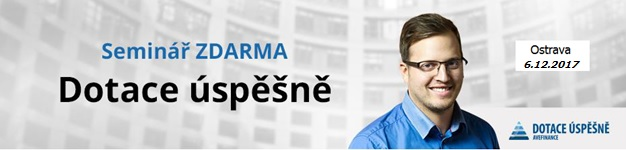 Seminář ZDARMA
Dotace úspěšně
Ostrava
6.12.2017
DOTACE ÚSPĚŠNĚ
AVEFINANCE